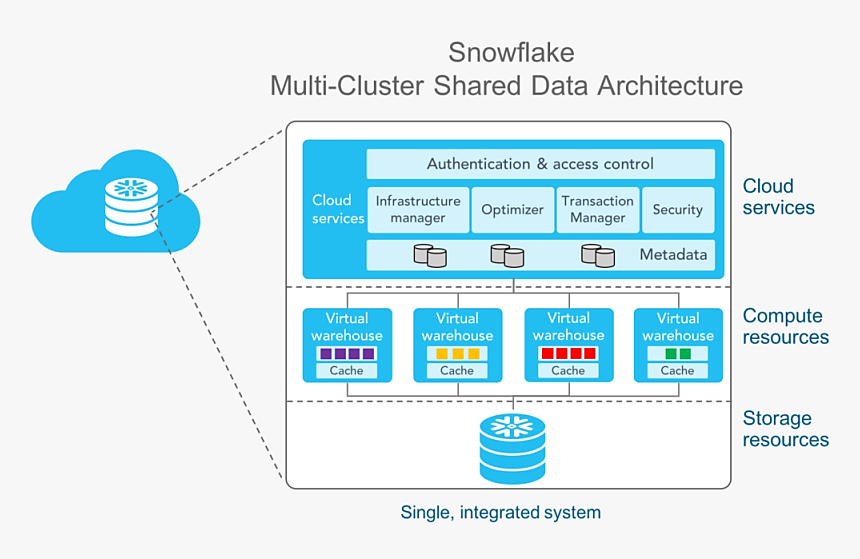 Snowflake
Multi-Cluster Shared Data Architecture
Authentication & access control
Cloud
services
Infrastructure
manager
Optimizer
Transaction
Manager
Security
Metadata
Cloud
services
Virtual
warehouse
Cache
Virtual
warehouse
Cache
Virtual
warehouse
Cache
Virtual
warehouse
Cache
Compute
resources
Storage
resources
Single, integrated system